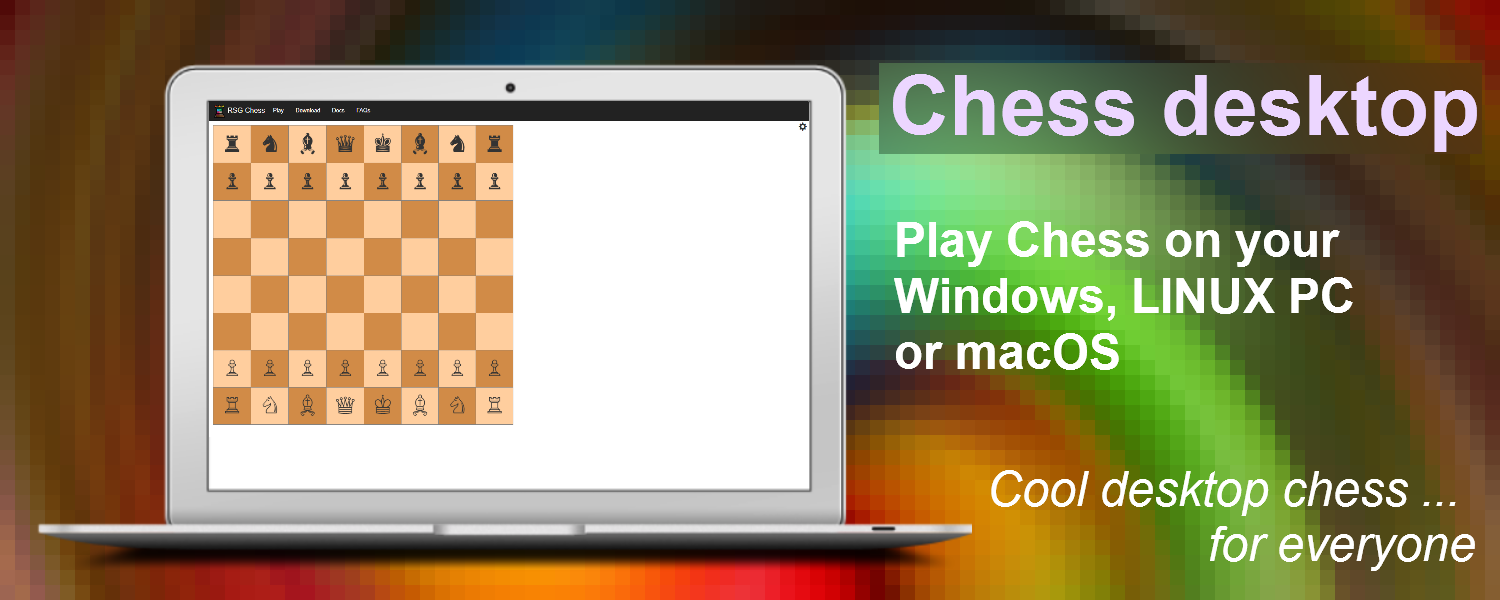 RSG Chess Play Download Docs FAQs
Chess desktop
Play Chess on your
Windows, LINUX PC
or macOS
Cool desktop chess ...
for everyone